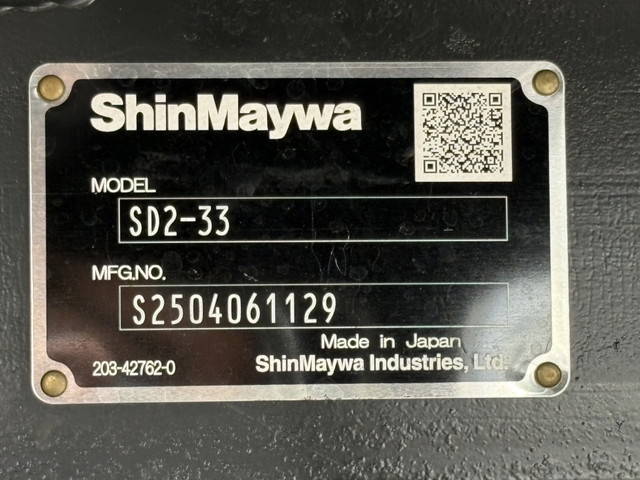 ShinMaywa
MODEL
SD2-33
MFG.NO.
S2504061129
Made in Japan
203-42762-0
ShinMaywa Industries, Ltd.